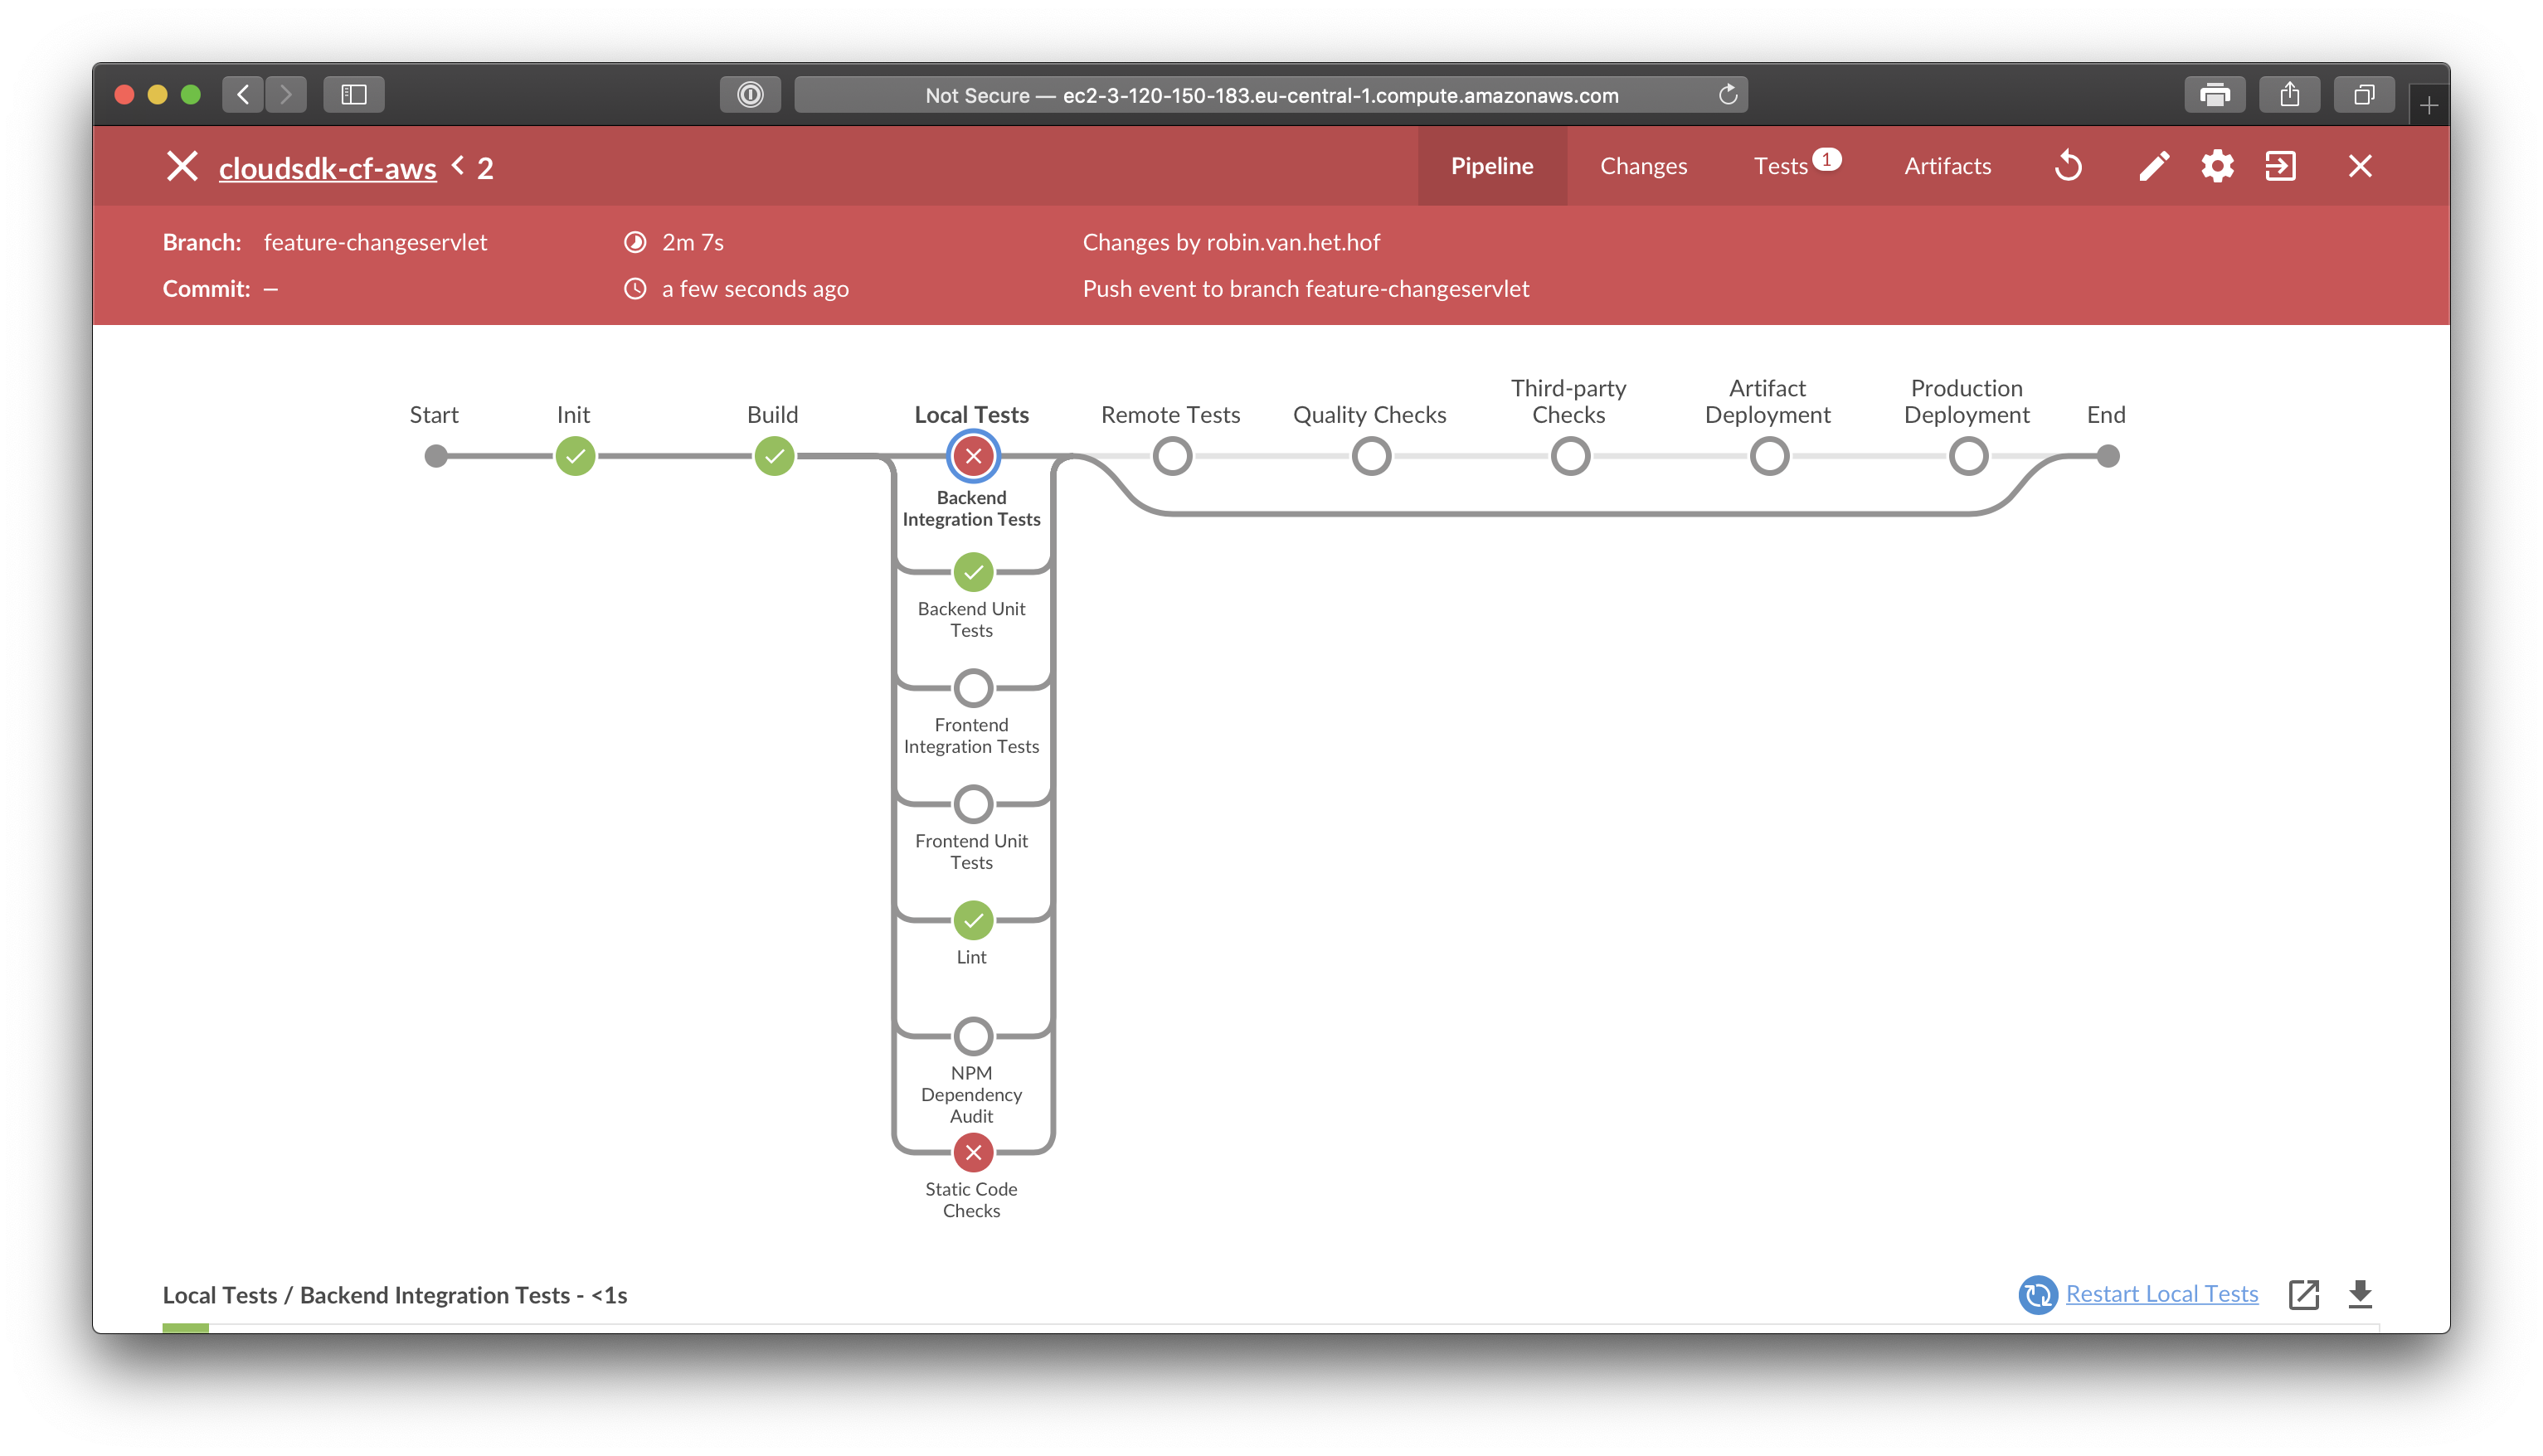 Not Secure — ec2-3-120-150-183.eu-central-1.compute.amazonaws.com
cloudsdk-cf-aws < 2
Pipeline
Changes
Tests 1
Artifacts
Branch: feature-changeservlet
2m 7s
Changes by robin.van.het.hof
Commit: —
a few seconds ago
Push event to branch feature-changeservlet
Start
Init
Build
Local Tests
Remote Tests
Quality Checks
Third-party
Checks
Artifact
Deployment
Production
Deployment
End
Backend
Integration Tests
Backend Unit
Tests
Frontend
Integration Tests
Frontend Unit
Tests
Lint
NPM
Dependency
Audit
Static Code
Checks
Local Tests / Backend Integration Tests - <1s
Restart Local Tests